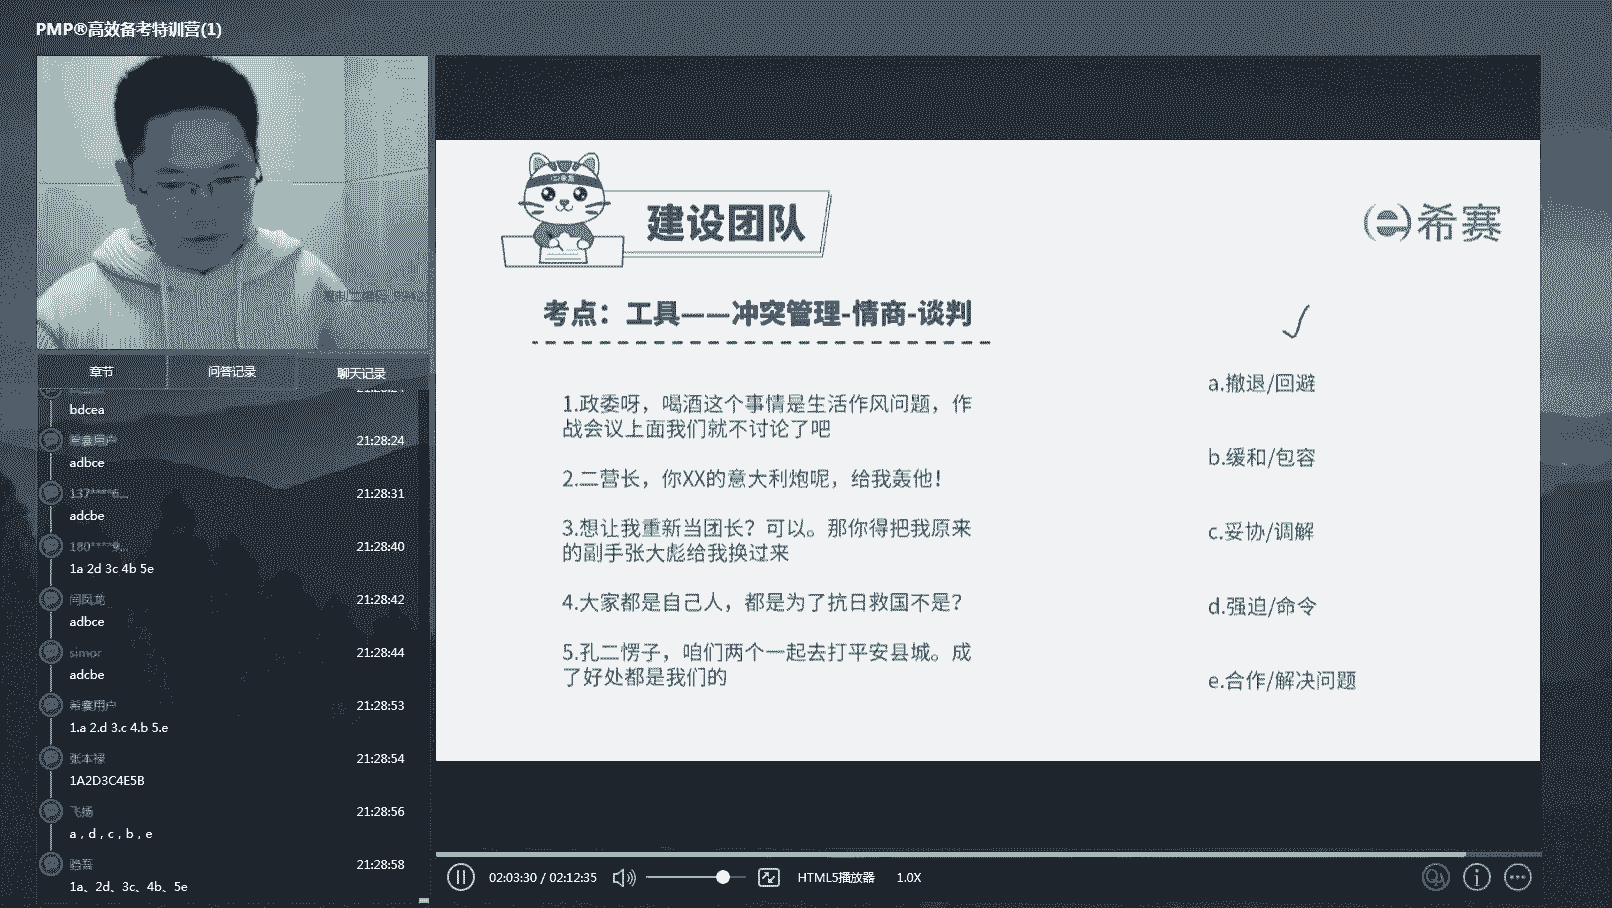 PMP®高效备考特训营(1)
章节
问答记录
聊天记录
bdcea
希赛用户
21:28:24
adbce
137****6...
21:28:31
adcbe
180****9...
21:28:40
1a 2d 3c 4b 5e
闫凤龙
21:28:42
adbce
simor
21:28:44
adcbe
希赛用户
21:28:53
1.a 2.d 3.c 4.b 5.e
张本禄
21:28:54
1A2D3C4E5B
飞扬
21:28:56
a , d , c , b , e
21:28:58
1a、2d、3c、4b、5e
建设团队
希赛
考点：工具——冲突管理-情商-谈判
1.政委呀，喝酒这个事情是生活作风问题，作
战会议上面我们就不讨论了吧
2.二营长，你XX的意大利炮呢，给我轰他！
3.想让我重新当团长？可以。那你得把我原来
的副手张大彪给我换过来
4.大家都是自己人，都是为了抗日救国不是？
5.孔二愣子，咱们两个一起去打平安县城。成
了好处都是我们的
a.撤退/回避
b.缓和/包容
c.妥协/调解
d.强迫/命令
e.合作/解决问题
02:03:30 / 02:12:35
HTML5播放器
1.0X